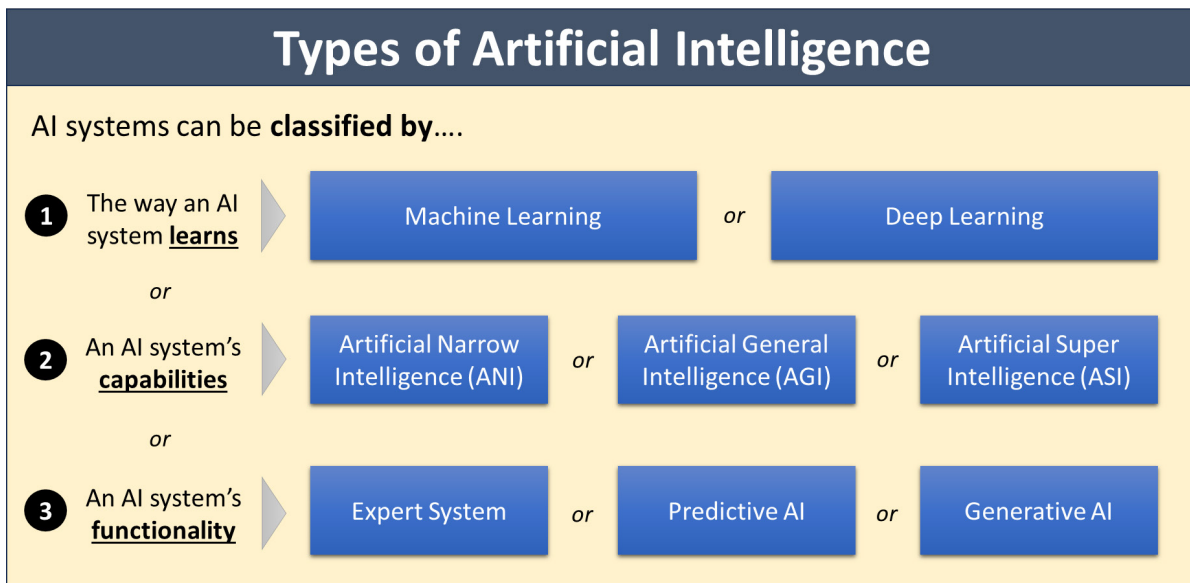 Types of Artificial Intelligence
AI systems can be classified by....
1 The way an AI system learns
Machine Learning or Deep Learning
or
2 An AI system's capabilities
Artificial Narrow Intelligence (ANI) or Artificial General Intelligence (AGI) or Artificial Super Intelligence (ASI)
or
3 An AI system's functionality
Expert System or Predictive AI or Generative AI